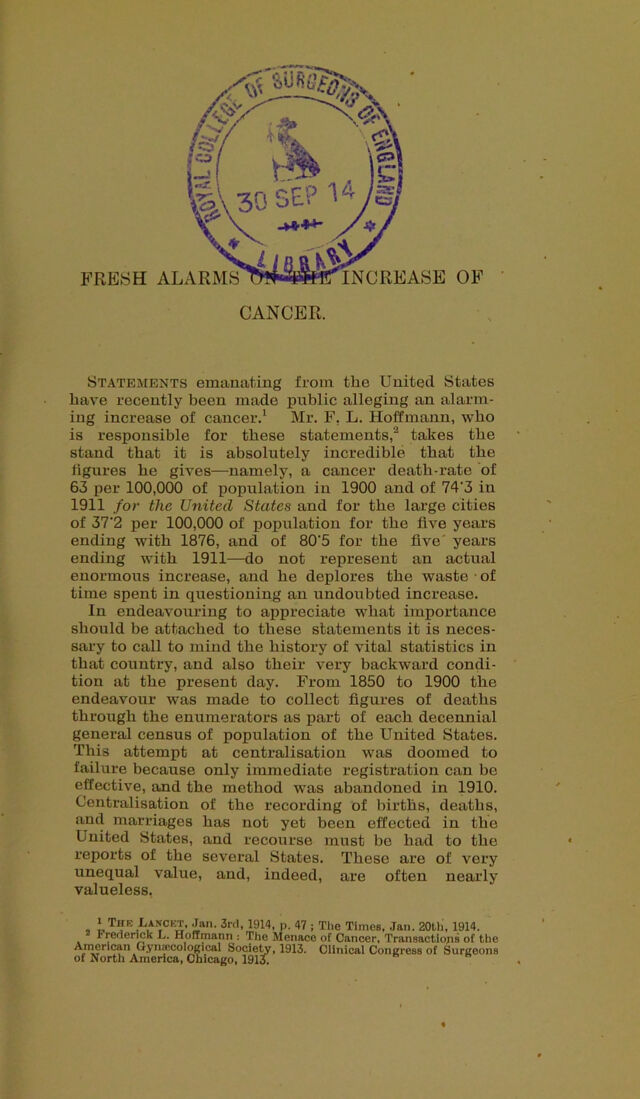 ROYAL COLLEGE OF SURGEONS OF ENGLAND
30 SEP 14
LIBRARY
FRESH ALARMS ON THE INCREASE OF
CANCER.
STATEMENTS emanating from the United States
have recently been made public alleging an alarm-
ing increase of cancer.¹ Mr. F. L. Hoffmann, who
is responsible for these statements,² takes the
stand that it is absolutely incredible that the
figures he gives—namely, a cancer death-rate of
63 per 100,000 of population in 1900 and of 74·3 in
1911 for the United States and for the large cities
of 37·2 per 100,000 of population for the five years
ending with 1876, and of 80·5 for the five years
ending with 1911—do not represent an actual
enormous increase, and he deplores the waste of
time spent in questioning an undoubted increase.
In endeavouring to appreciate what importance
should be attached to these statements it is neces-
sary to call to mind the history of vital statistics in
that country, and also their very backward condi-
tion at the present day. From 1850 to 1900 the
endeavour was made to collect figures of deaths
through the enumerators as part of each decennial
general census of population of the United States.
This attempt at centralisation was doomed to
failure because only immediate registration can be
effective, and the method was abandoned in 1910.
Centralisation of the recording of births, deaths,
and marriages has not yet been effected in the
United States, and recourse must be had to the
reports of the several States. These are of very
unequal value, and, indeed, are often nearly
valueless.
¹ THE LANCET, Jan. 3rd, 1914, p. 47 ; The Times, Jan. 20th, 1914.
² Frederick L. Hoffmann : The Menace of Cancer, Transactions of the
American Gynæcological Society, 1913. Clinical Congress of Surgeons
of North America, Chicago, 1913.